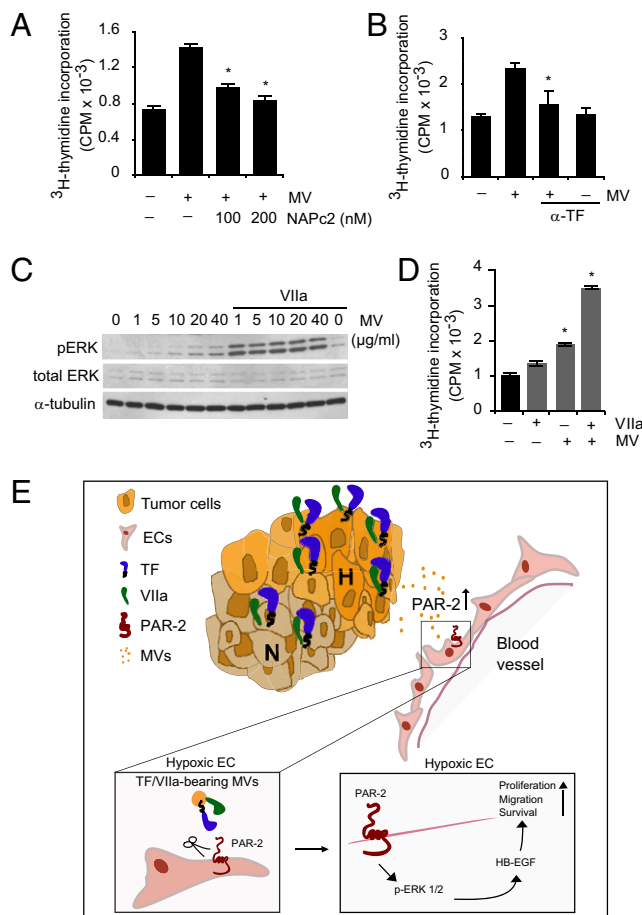 A
³H-thymidine incorporation
(CPM x 10⁻³)
1.6
1.2
0.8
0.4
0
* *
– + + + MV
– – 100 200 NAPc2 (nM)
B
³H-thymidine incorporation
(CPM x 10⁻³)
3
2
1
0
*
– + + – MV
α-TF
C
VIIa
0 1 5 10 20 40 1 5 10 20 40 0 MV
(μg/ml)
pERK
total ERK
α-tubulin
D
³H-thymidine incorporation
(CPM x 10⁻³)
4
3
2
1
0
* *
– + – + VIIa
– – + + MV
E
Tumor cells
ECs
TF
VIIa
PAR-2
MVs
H
N
PAR-2
Blood
vessel
Hypoxic EC
TF/VIIa-bearing MVs
PAR-2
Hypoxic EC
PAR-2
p-ERK 1/2
HB-EGF
Proliferation
Migration
Survival